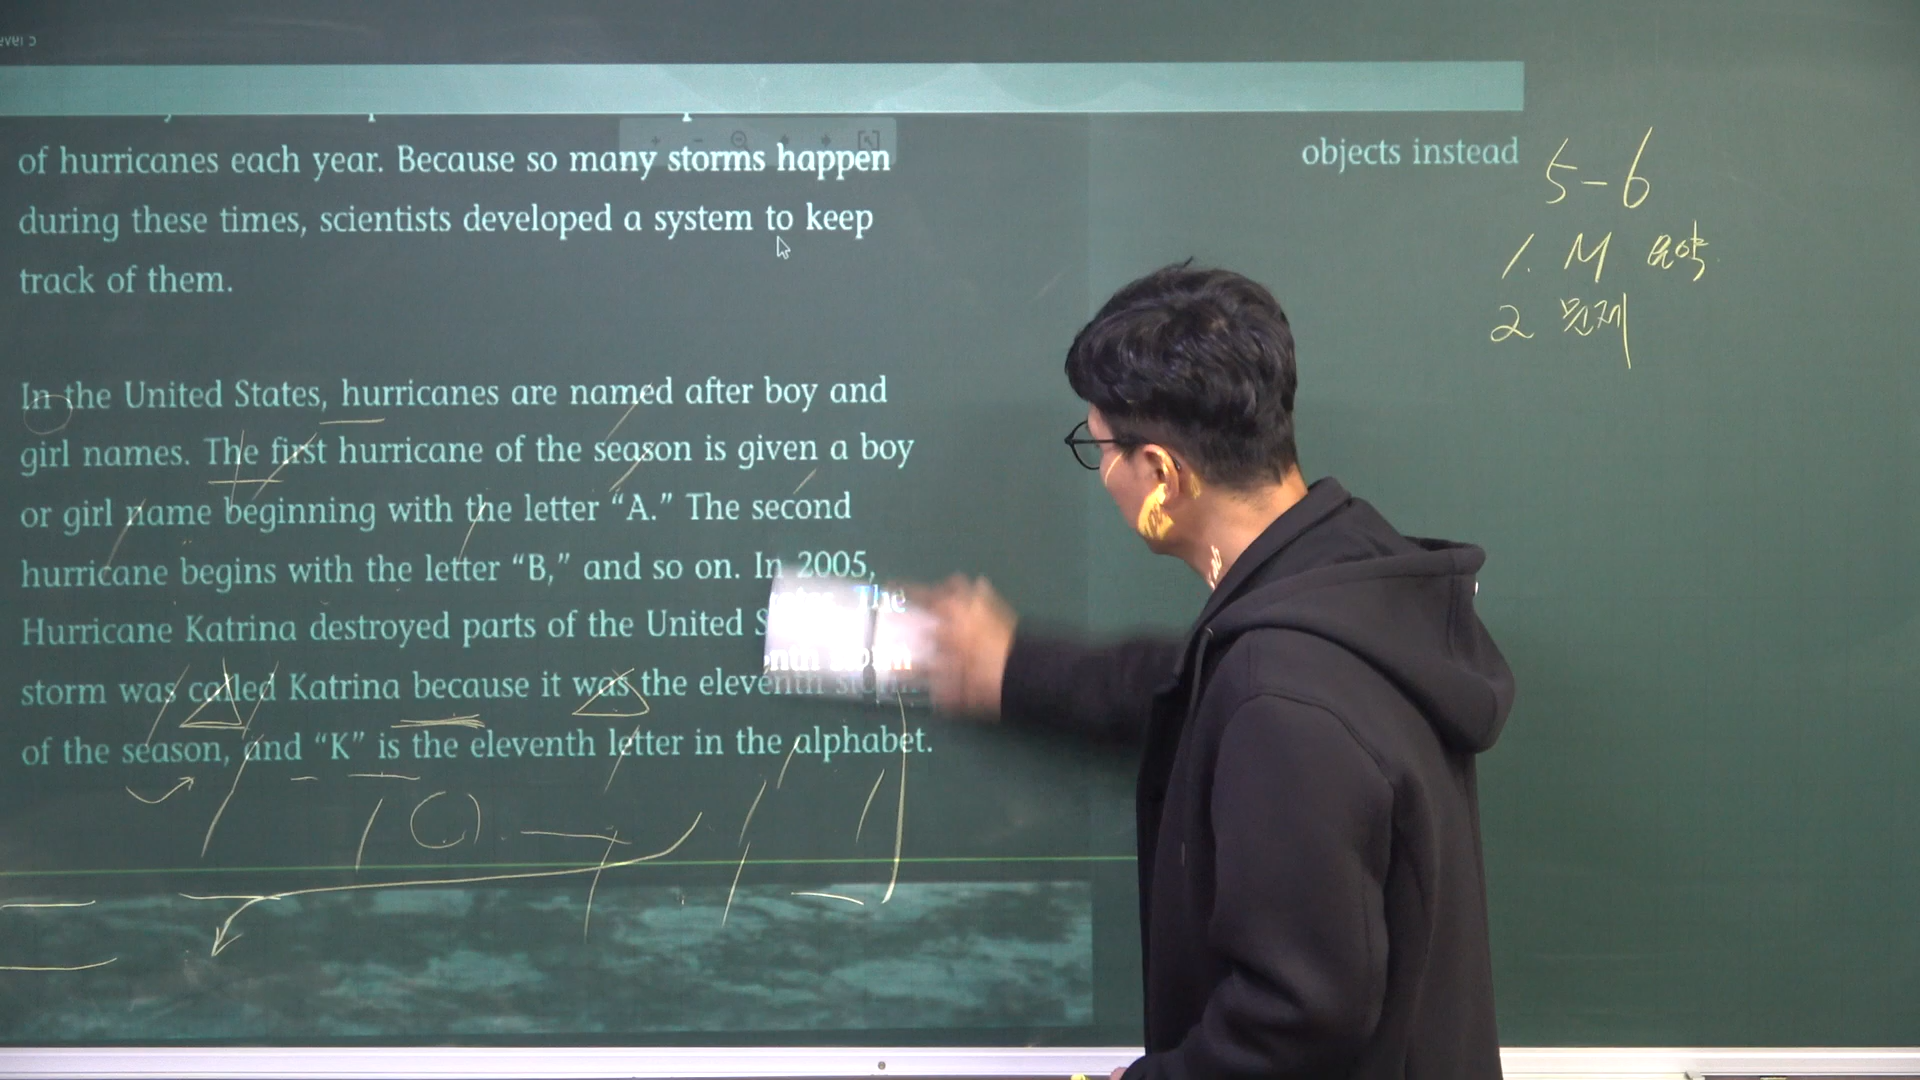 of hurricanes each year. Because so many storms happen
during these times, scientists developed a system to keep
track of them.
In the United States, hurricanes are named after boy and
girl names. The first hurricane of the season is given a boy
or girl name beginning with the letter “A.” The second
hurricane begins with the letter “B,” and so on. In 2005,
Hurricane Katrina destroyed parts of the United The
storm was called Katrina because it was the eleventh storm
of the season, and “K” is the eleventh letter in the alphabet.
objects instead
5-6
1. M 요약
2 문제